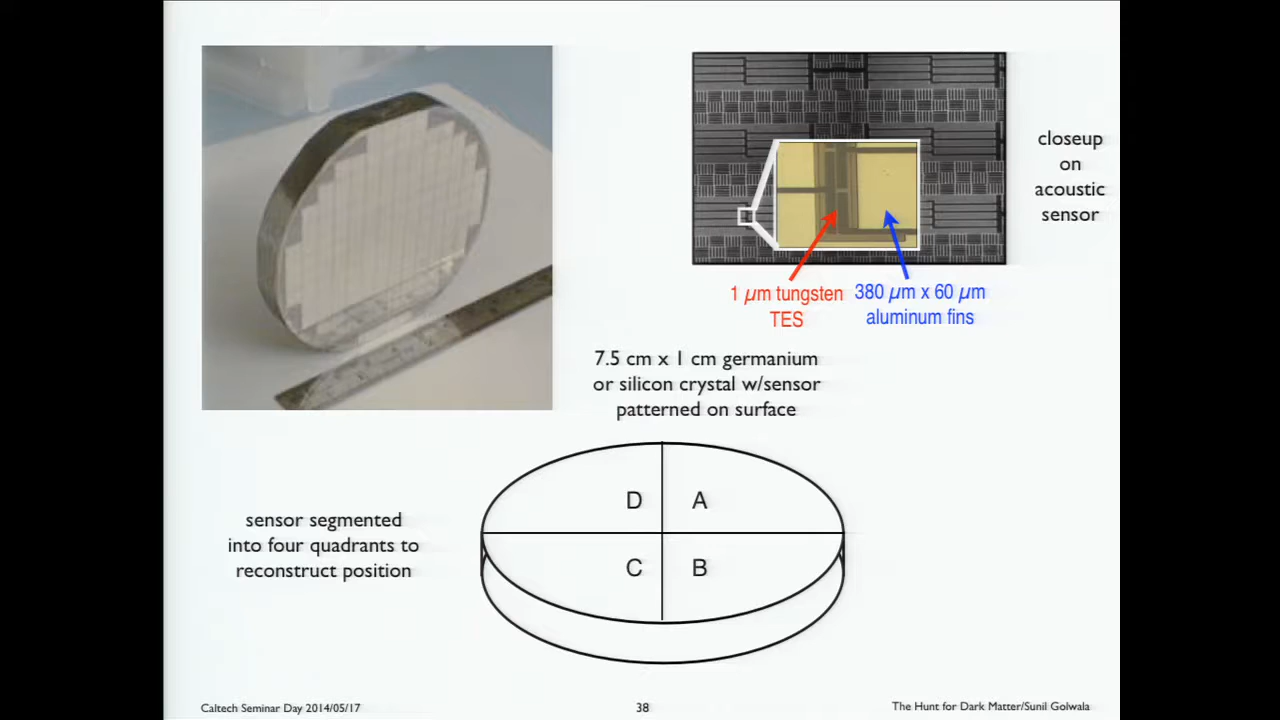 closeup
on
acoustic
sensor
1 µm tungsten
TES
380 µm x 60 µm
aluminum fins
7.5 cm x 1 cm germanium
or silicon crystal w/sensor
patterned on surface
D
A
C
B
sensor segmented
into four quadrants to
reconstruct position
Caltech Seminar Day 2014/05/17
38
The Hunt for Dark Matter/Sunil Golwala